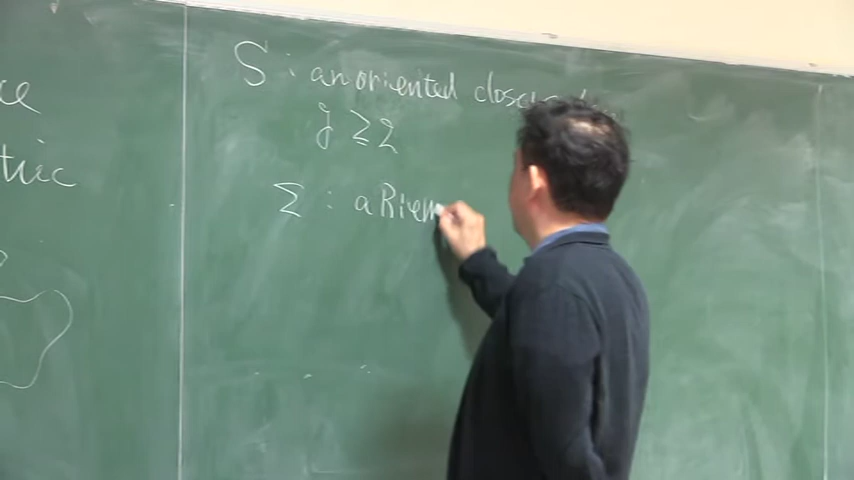 S : an oriented closed
g ≥ 2
Σ : a Riem